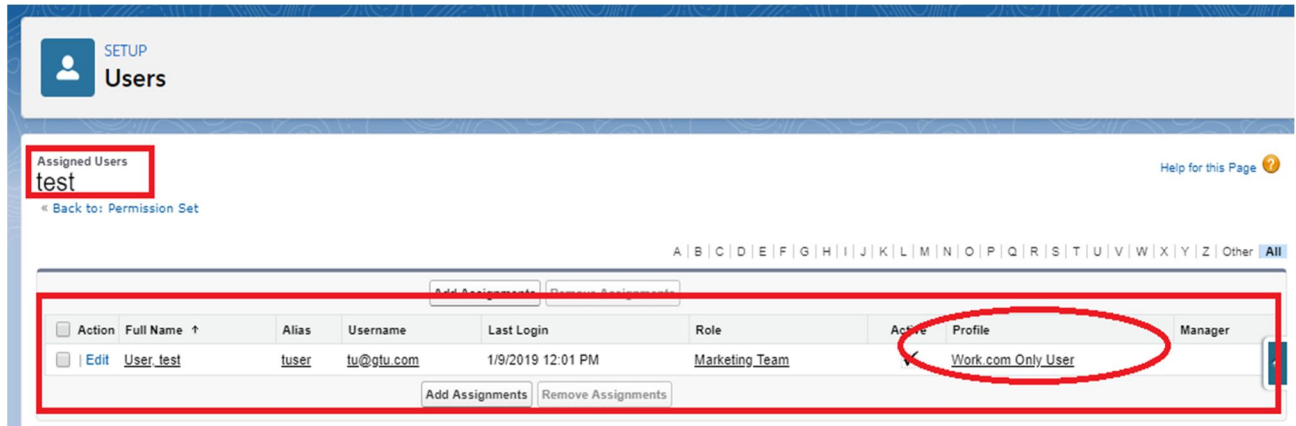 SETUP
Users
Assigned Users
test
Help for this Page ?
« Back to: Permission Set
A | B | C | D | E | F | G | H | I | J | K | L | M | N | O | P | Q | R | S | T | U | V | W | X | Y | Z | Other All
Add Assignments Remove Assignments
Action Full Name ↑ Alias Username Last Login Role Active Profile Manager
| Edit User, test tuser tu@gtu.com 1/9/2019 12:01 PM Marketing Team ✓ Work.com Only User
Add Assignments Remove Assignments